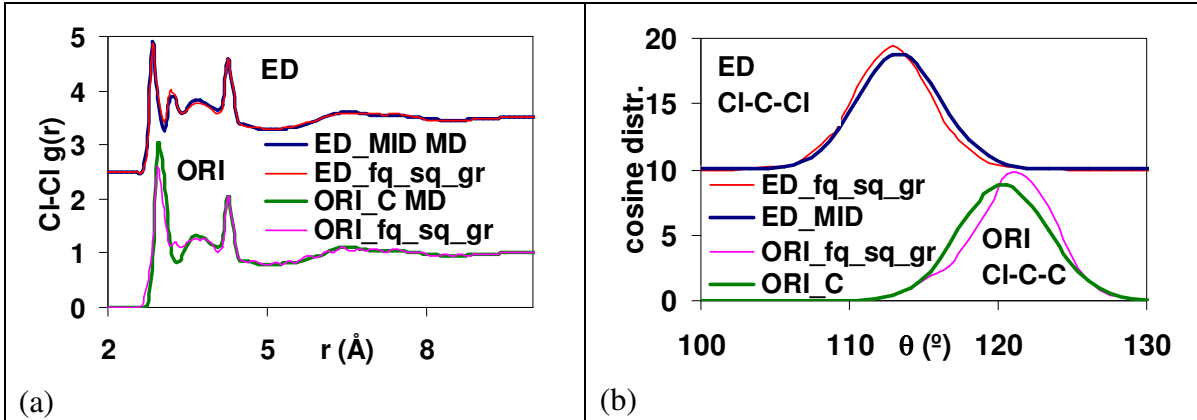 5
4
3
2
1
0
Cl-Cl g(r)
ED
ED_MID MD
ED_fq_sq_gr
ORI_C MD
ORI_fq_sq_gr
ORI
2
5
8
r (Å)
(a)
20
15
10
5
0
cosine distr.
ED
Cl-C-Cl
ED_fq_sq_gr
ED_MID
ORI_fq_sq_gr
ORI_C
ORI
Cl-C-C
100
110
120
130
θ (º)
(b)